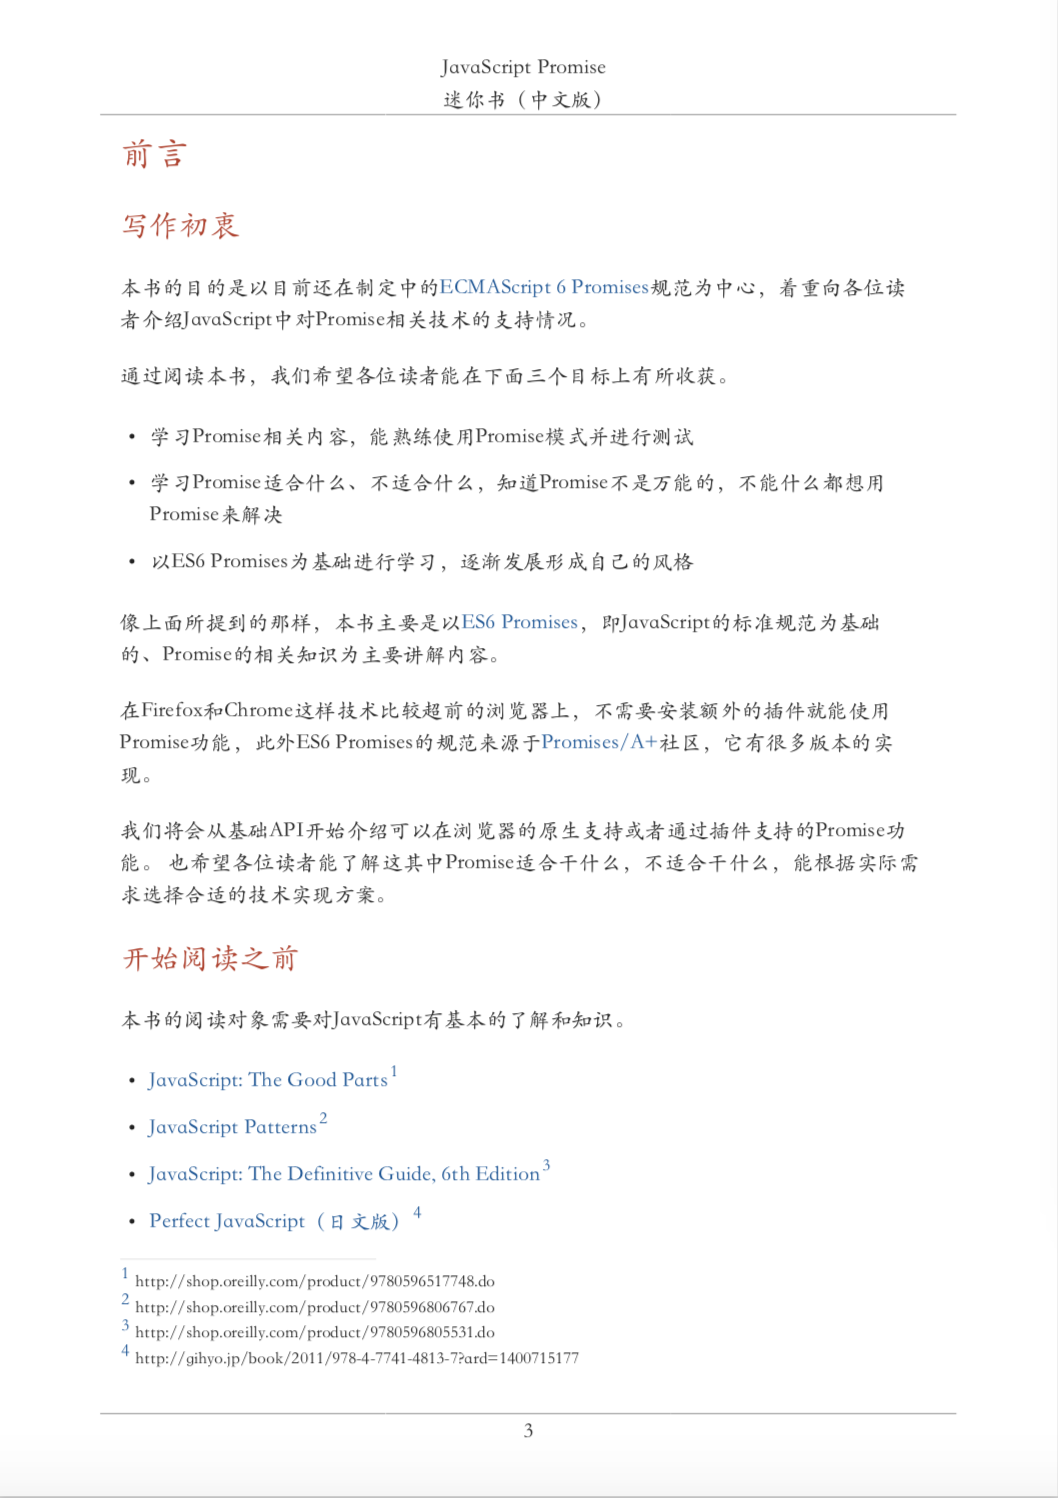 JavaScript Promise
迷你书（中文版）
前言
写作初衷
本书的目的是以目前还在制定中的ECMAScript 6 Promises规范为中心，着重向各位读
者介绍JavaScript中对Promise相关技术的支持情况。
通过阅读本书，我们希望各位读者能在下面三个目标上有所收获。
• 学习Promise相关内容，能熟练使用Promise模式并进行测试
• 学习Promise适合什么、不适合什么，知道Promise不是万能的，不能什么都想用
Promise来解决
• 以ES6 Promises为基础进行学习，逐渐发展形成自己的风格
像上面所提到的那样，本书主要是以ES6 Promises，即JavaScript的标准规范为基础
的、Promise的相关知识为主要讲解内容。
在Firefox和Chrome这样技术比较超前的浏览器上，不需要安装额外的插件就能使用
Promise功能，此外ES6 Promises的规范来源于Promises/A+社区，它有很多版本的实
现。
我们将会从基础API开始介绍可以在浏览器的原生支持或者通过插件支持的Promise功
能。 也希望各位读者能了解这其中Promise适合干什么，不适合干什么，能根据实际需
求选择合适的技术实现方案。
开始阅读之前
本书的阅读对象需要对JavaScript有基本的了解和知识。
• JavaScript: The Good Parts1
• JavaScript Patterns2
• JavaScript: The Definitive Guide, 6th Edition3
• Perfect JavaScript（日文版） 4
1 http://shop.oreilly.com/product/9780596517748.do
2 http://shop.oreilly.com/product/9780596806767.do
3 http://shop.oreilly.com/product/9780596805531.do
4 http://gihyo.jp/book/2011/978-4-7741-4813-7?ard=1400715177
3